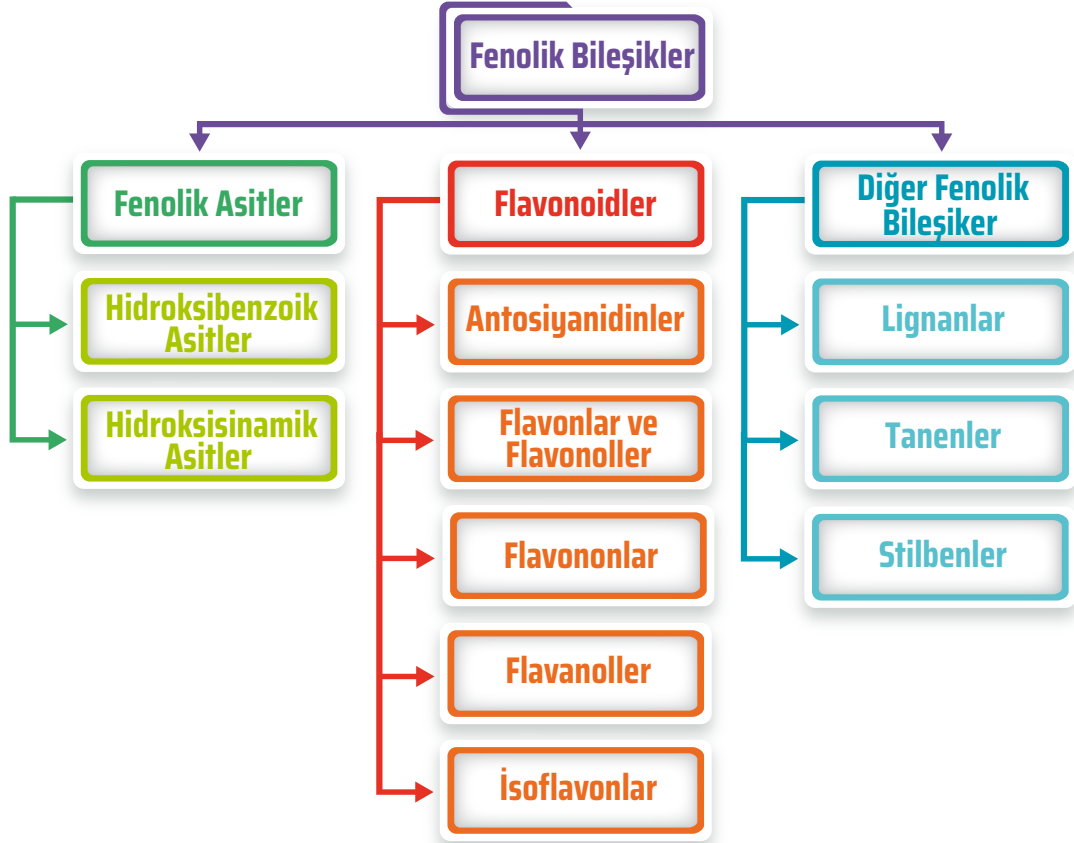 Fenolik Bileşikler
Fenolik Asitler
Hidroksibenzoik
Asitler
Hidroksisinamik
Asitler
Flavonoidler
Antosiyanidinler
Flavonlar ve
Flavonoller
Flavononlar
Flavanoller
İsoflavonlar
Diğer Fenolik
Bileşiker
Lignanlar
Tanenler
Stilbenler